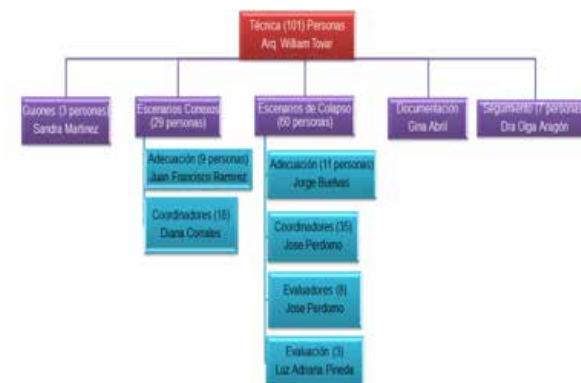 Técnica (101) Personas
Arq. William Tovar
Guiones (3 personas)
Sandra Martinez
Escenarios Conexos
(29 personas)
Escenarios de Colapso
(60 personas)
Documentación
Gina Abril
Seguimiento (7 personas)
Dra Olga Aragón
Adecuación (9 personas)
Juan Francisco Ramirez
Coordinadores (18)
Diana Corrales
Adecuación (11 personas)
Jorge Buelvas
Coordinadores (35)
Jose Perdomo
Evaluadores (8)
Jose Perdomo
Evaluación (3)
Luz Adriana Pineda